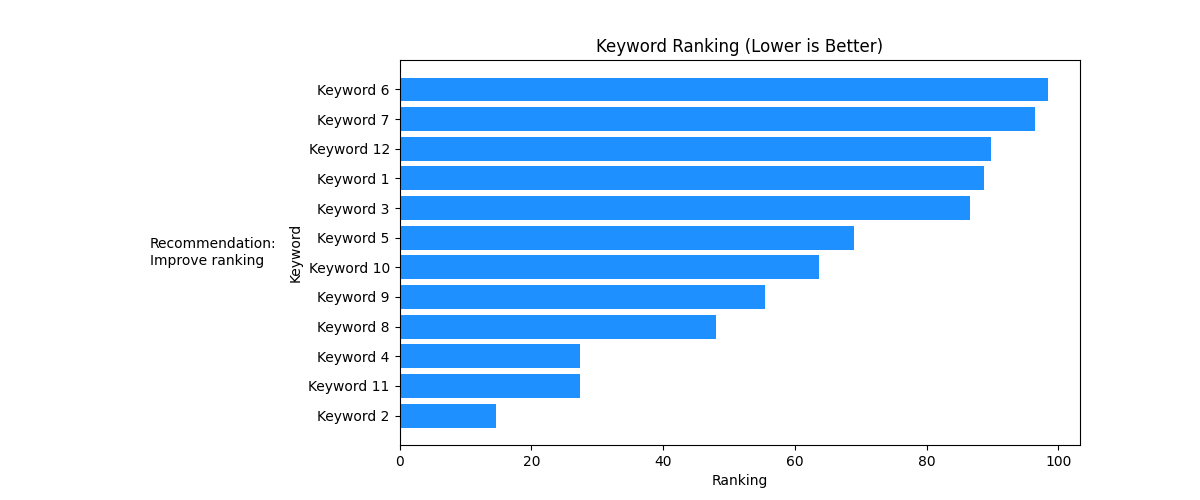 Keyword Ranking (Lower is Better)
Keyword 6
Keyword 7
Keyword 12
Keyword 1
Keyword 3
Keyword 5
Keyword 10
Keyword 9
Keyword 8
Keyword 4
Keyword 11
Keyword 2
Keyword
Recommendation:
Improve ranking
0 20 40 60 80 100
Ranking